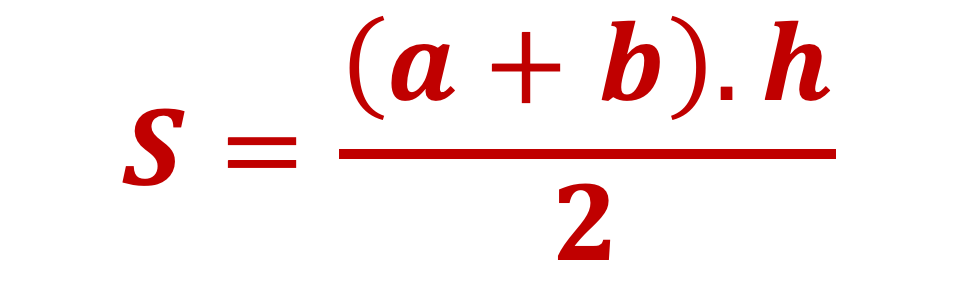 S = (a + b). h / 2